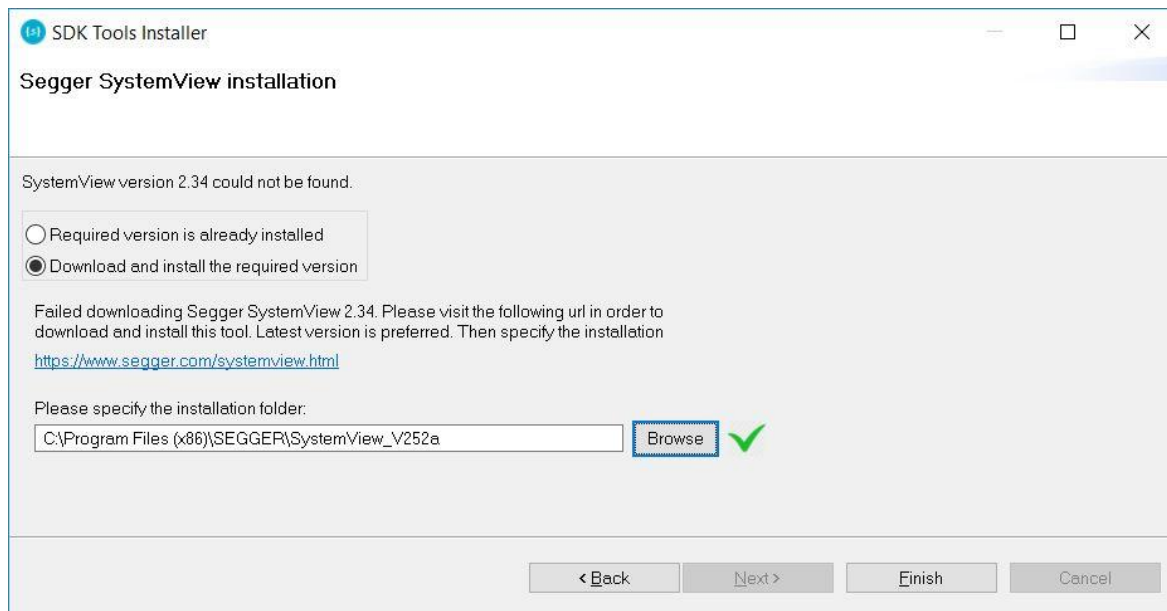 SDK Tools Installer
Segger SystemView installation
SystemView version 2.34 could not be found.
Required version is already installed
Download and install the required version
Failed downloading Segger SystemView 2.34. Please visit the following url in order to
download and install this tool. Latest version is preferred. Then specify the installation
https://www.segger.com/systemview.html
Please specify the installation folder:
C:\Program Files (x86)\SEGGER\SystemView_V252a
Browse
< Back
Next >
Finish
Cancel